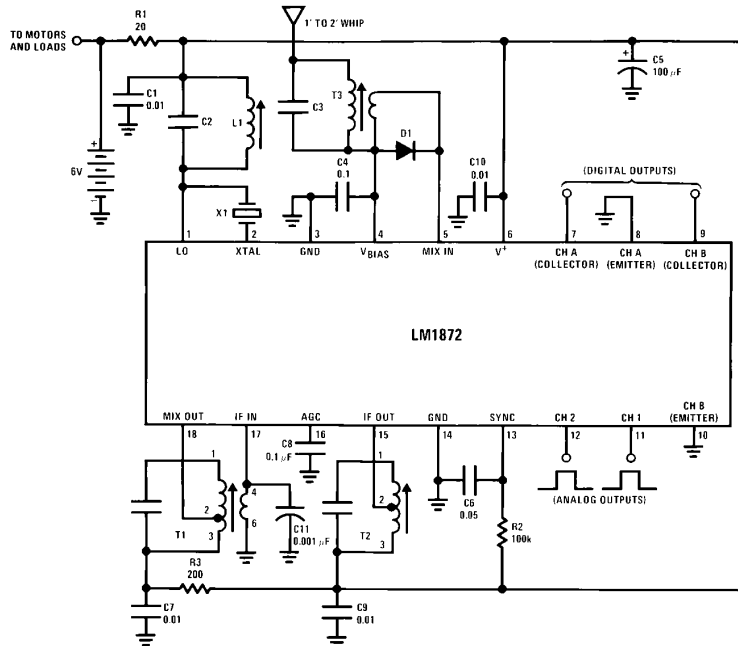 1' TO 2' WHIP
TO MOTORS
AND LOADS
R1
20
C1
0.01
C2
L1
C3
T3
D1
C5
100 μF
+
C4
0.1
C10
0.01
(DIGITAL OUTPUTS)
+
6V
-
X1
1
2
3
4
5
6
7
8
9
LO
XTAL
GND
VBIAS
MIX IN
V+
CH A
(COLLECTOR)
CH A
(EMITTER)
CH B
(COLLECTOR)
LM1872
MIX OUT
IF IN
AGC
IF OUT
GND
SYNC
CH 2
CH 1
CH B
(EMITTER)
18
17
16
15
14
13
12
11
10
C8
0.1 μF
1
2
3
T1
4
6
C11
0.001 μF
1
2
3
T2
C6
0.05
R2
100k
(ANALOG OUTPUTS)
R3
200
C7
0.01
C9
0.01